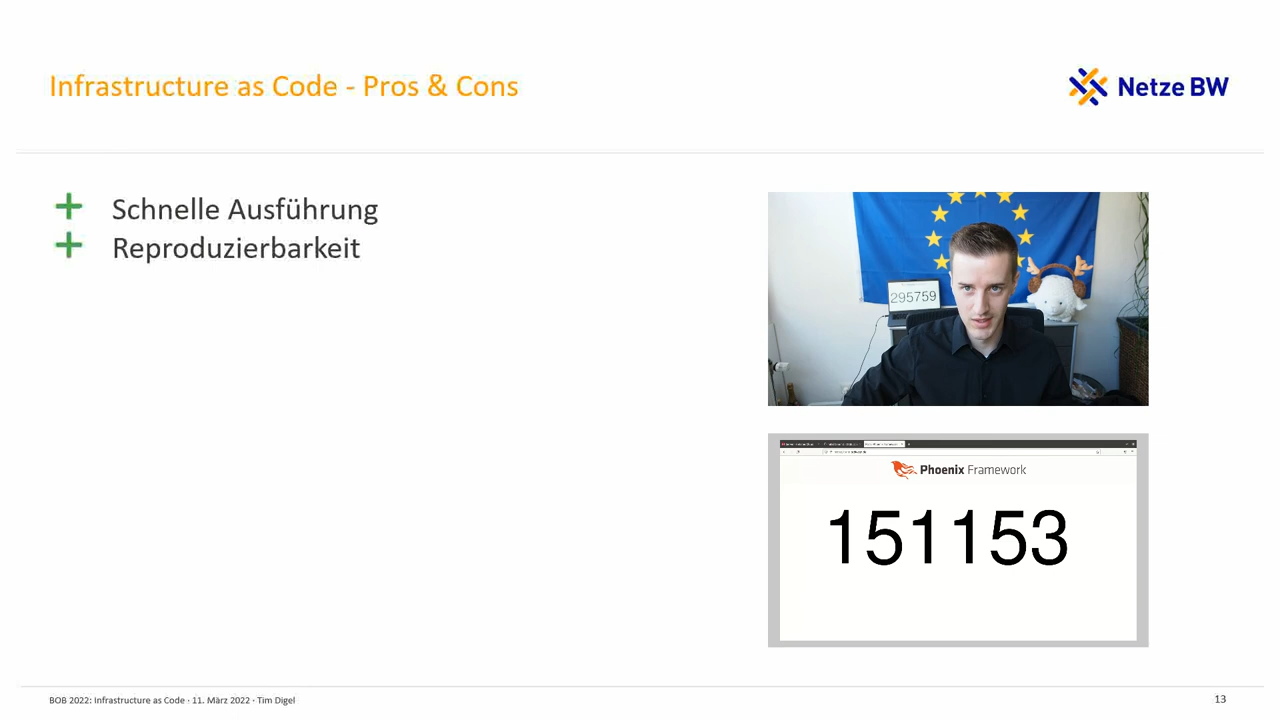 Infrastructure as Code - Pros & Cons
Netze BW
Schnelle Ausführung
Reproduzierbarkeit
295759
Phoenix Framework
151153
BOB 2022: Infrastructure as Code · 11. März 2022 · Tim Digel
13